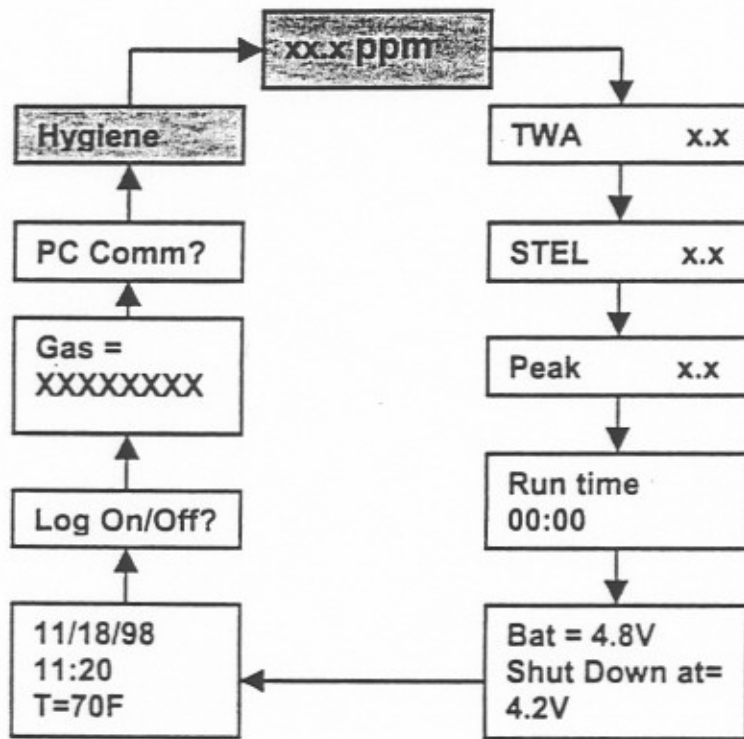 xx.x ppm
Hygiene
TWA x.x
PC Comm?
STEL x.x
Gas =
XXXXXXXX
Peak x.x
Log On/Off?
Run time
00:00
11/18/98
11:20
T=70F
Bat = 4.8V
Shut Down at=
4.2V